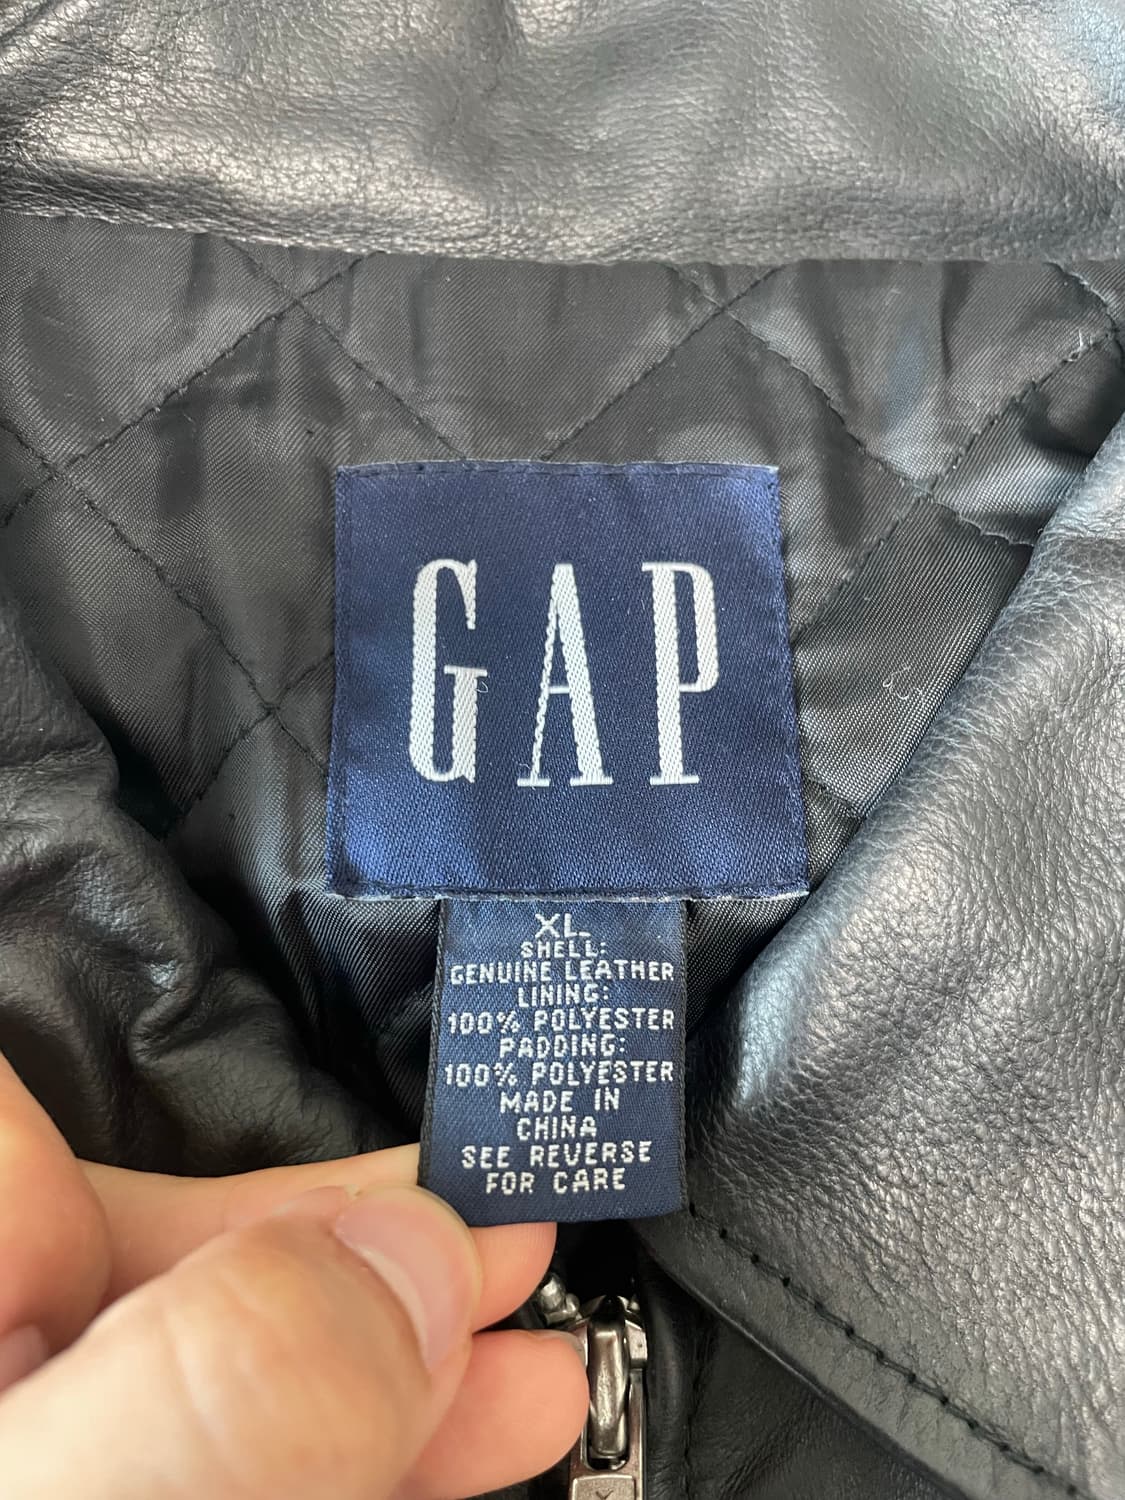 GAP
XL
SHELL:
GENUINE LEATHER
LINING:
100% POLYESTER
PADDING:
100% POLYESTER
MADE IN
CHINA
SEE REVERSE
FOR CARE